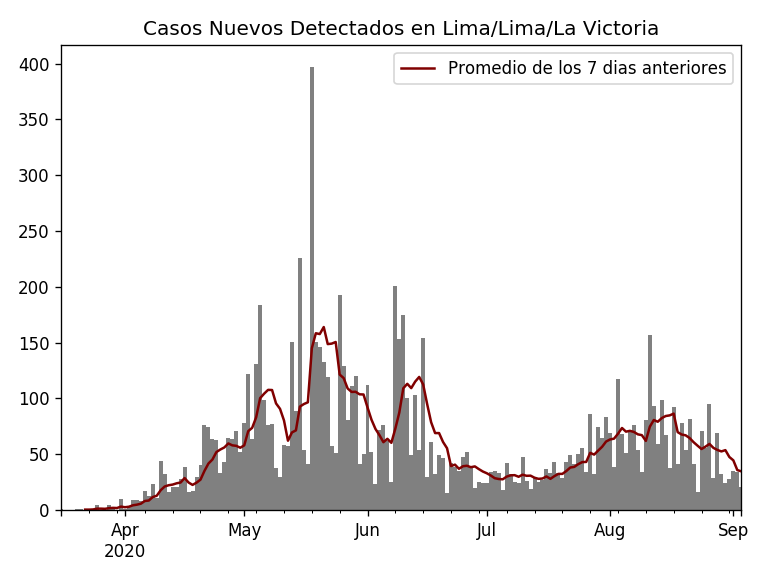 Casos Nuevos Detectados en Lima/Lima/La Victoria
Promedio de los 7 dias anteriores
400
350
300
250
200
150
100
50
0
Apr
2020
May
Jun
Jul
Aug
Sep